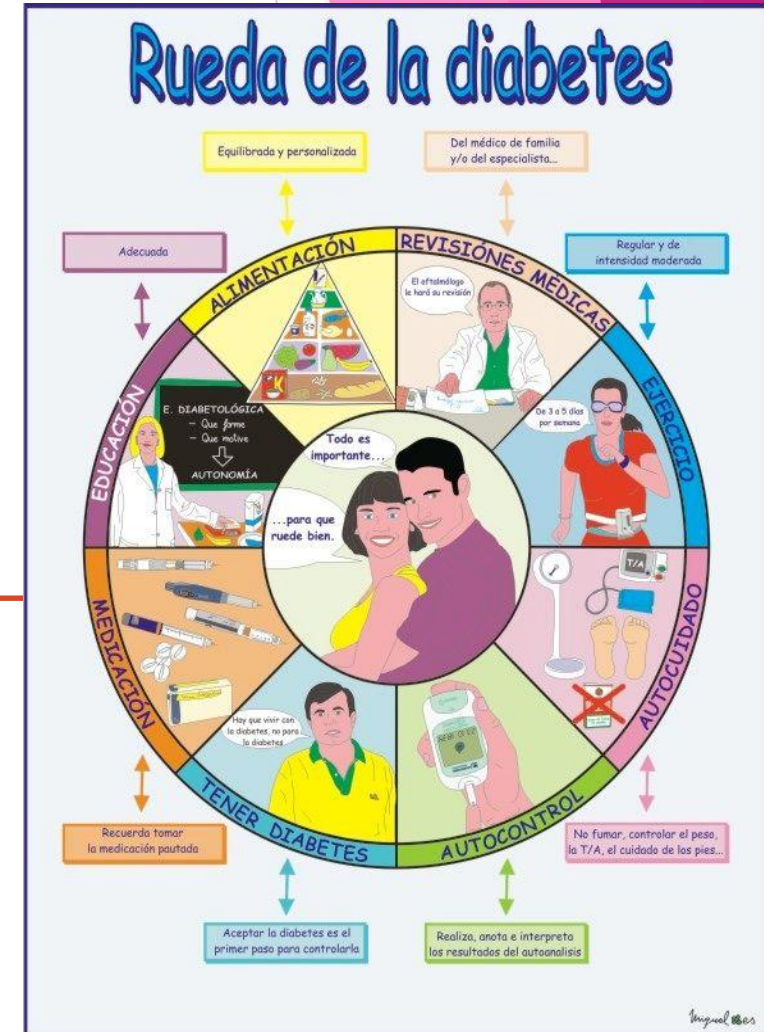 Rueda de la diabetes
Equilibrada y personalizada
Del médico de familia
y/o del especialista...
Adecuada
Regular y de
intensidad moderada
ALIMENTACIÓN
REVISIÓNES MÉDICAS
El oftalmólogo
le hará su revisión
EDUCACIÓN
E. DIABETOLÓGICA
- Que forme
- Que motive
AUTONOMÍA
EJERCICIO
De 3 a 5 días
por semana
Todo es
importante...
...para que
ruede bien.
MEDICACIÓN
AUTOCUIDADO
T/A
Hay que vivir con
la diabetes, no para
la diabetes
TENER DIABETES
AUTOCONTROL
Recuerda tomar
la medicación pautada
No fumar, controlar el peso,
la T/A, el cuidado de los pies...
Aceptar la diabetes es el
primer paso para controlarla
Realiza, anota e interpreta
los resultados del autoanalisis